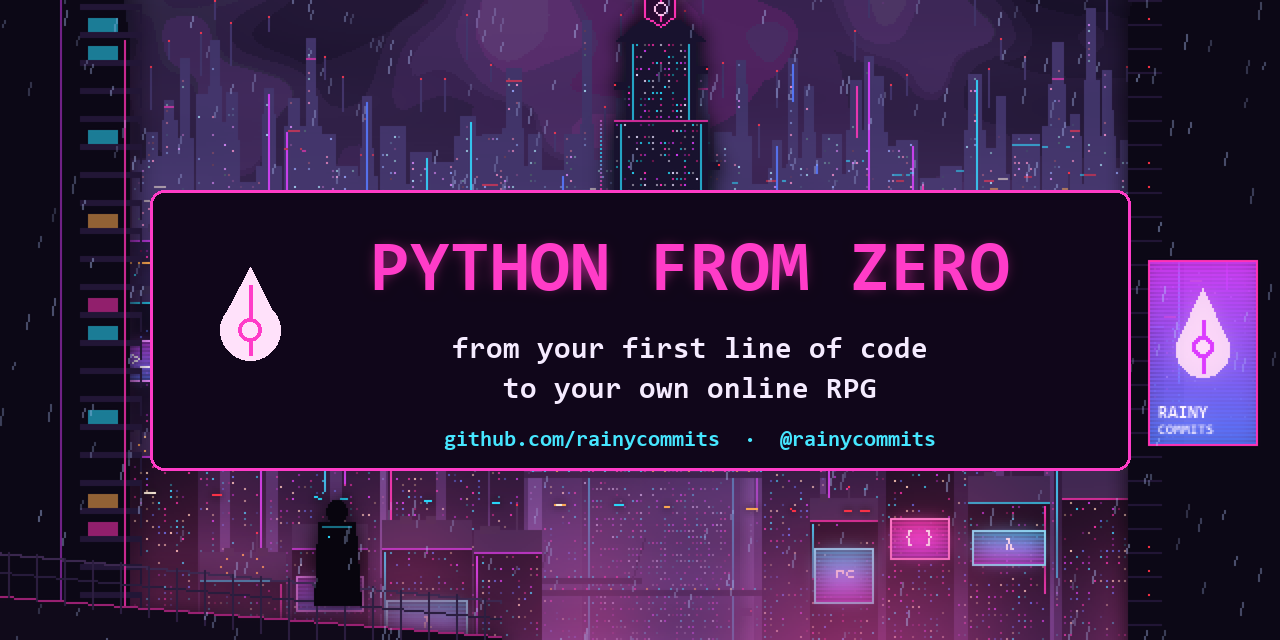 PYTHON FROM ZERO
from your first line of code
to your own online RPG
github.com/rainycommits · @rainycommits
RAINY
COMMITS
{ }
λ
rc